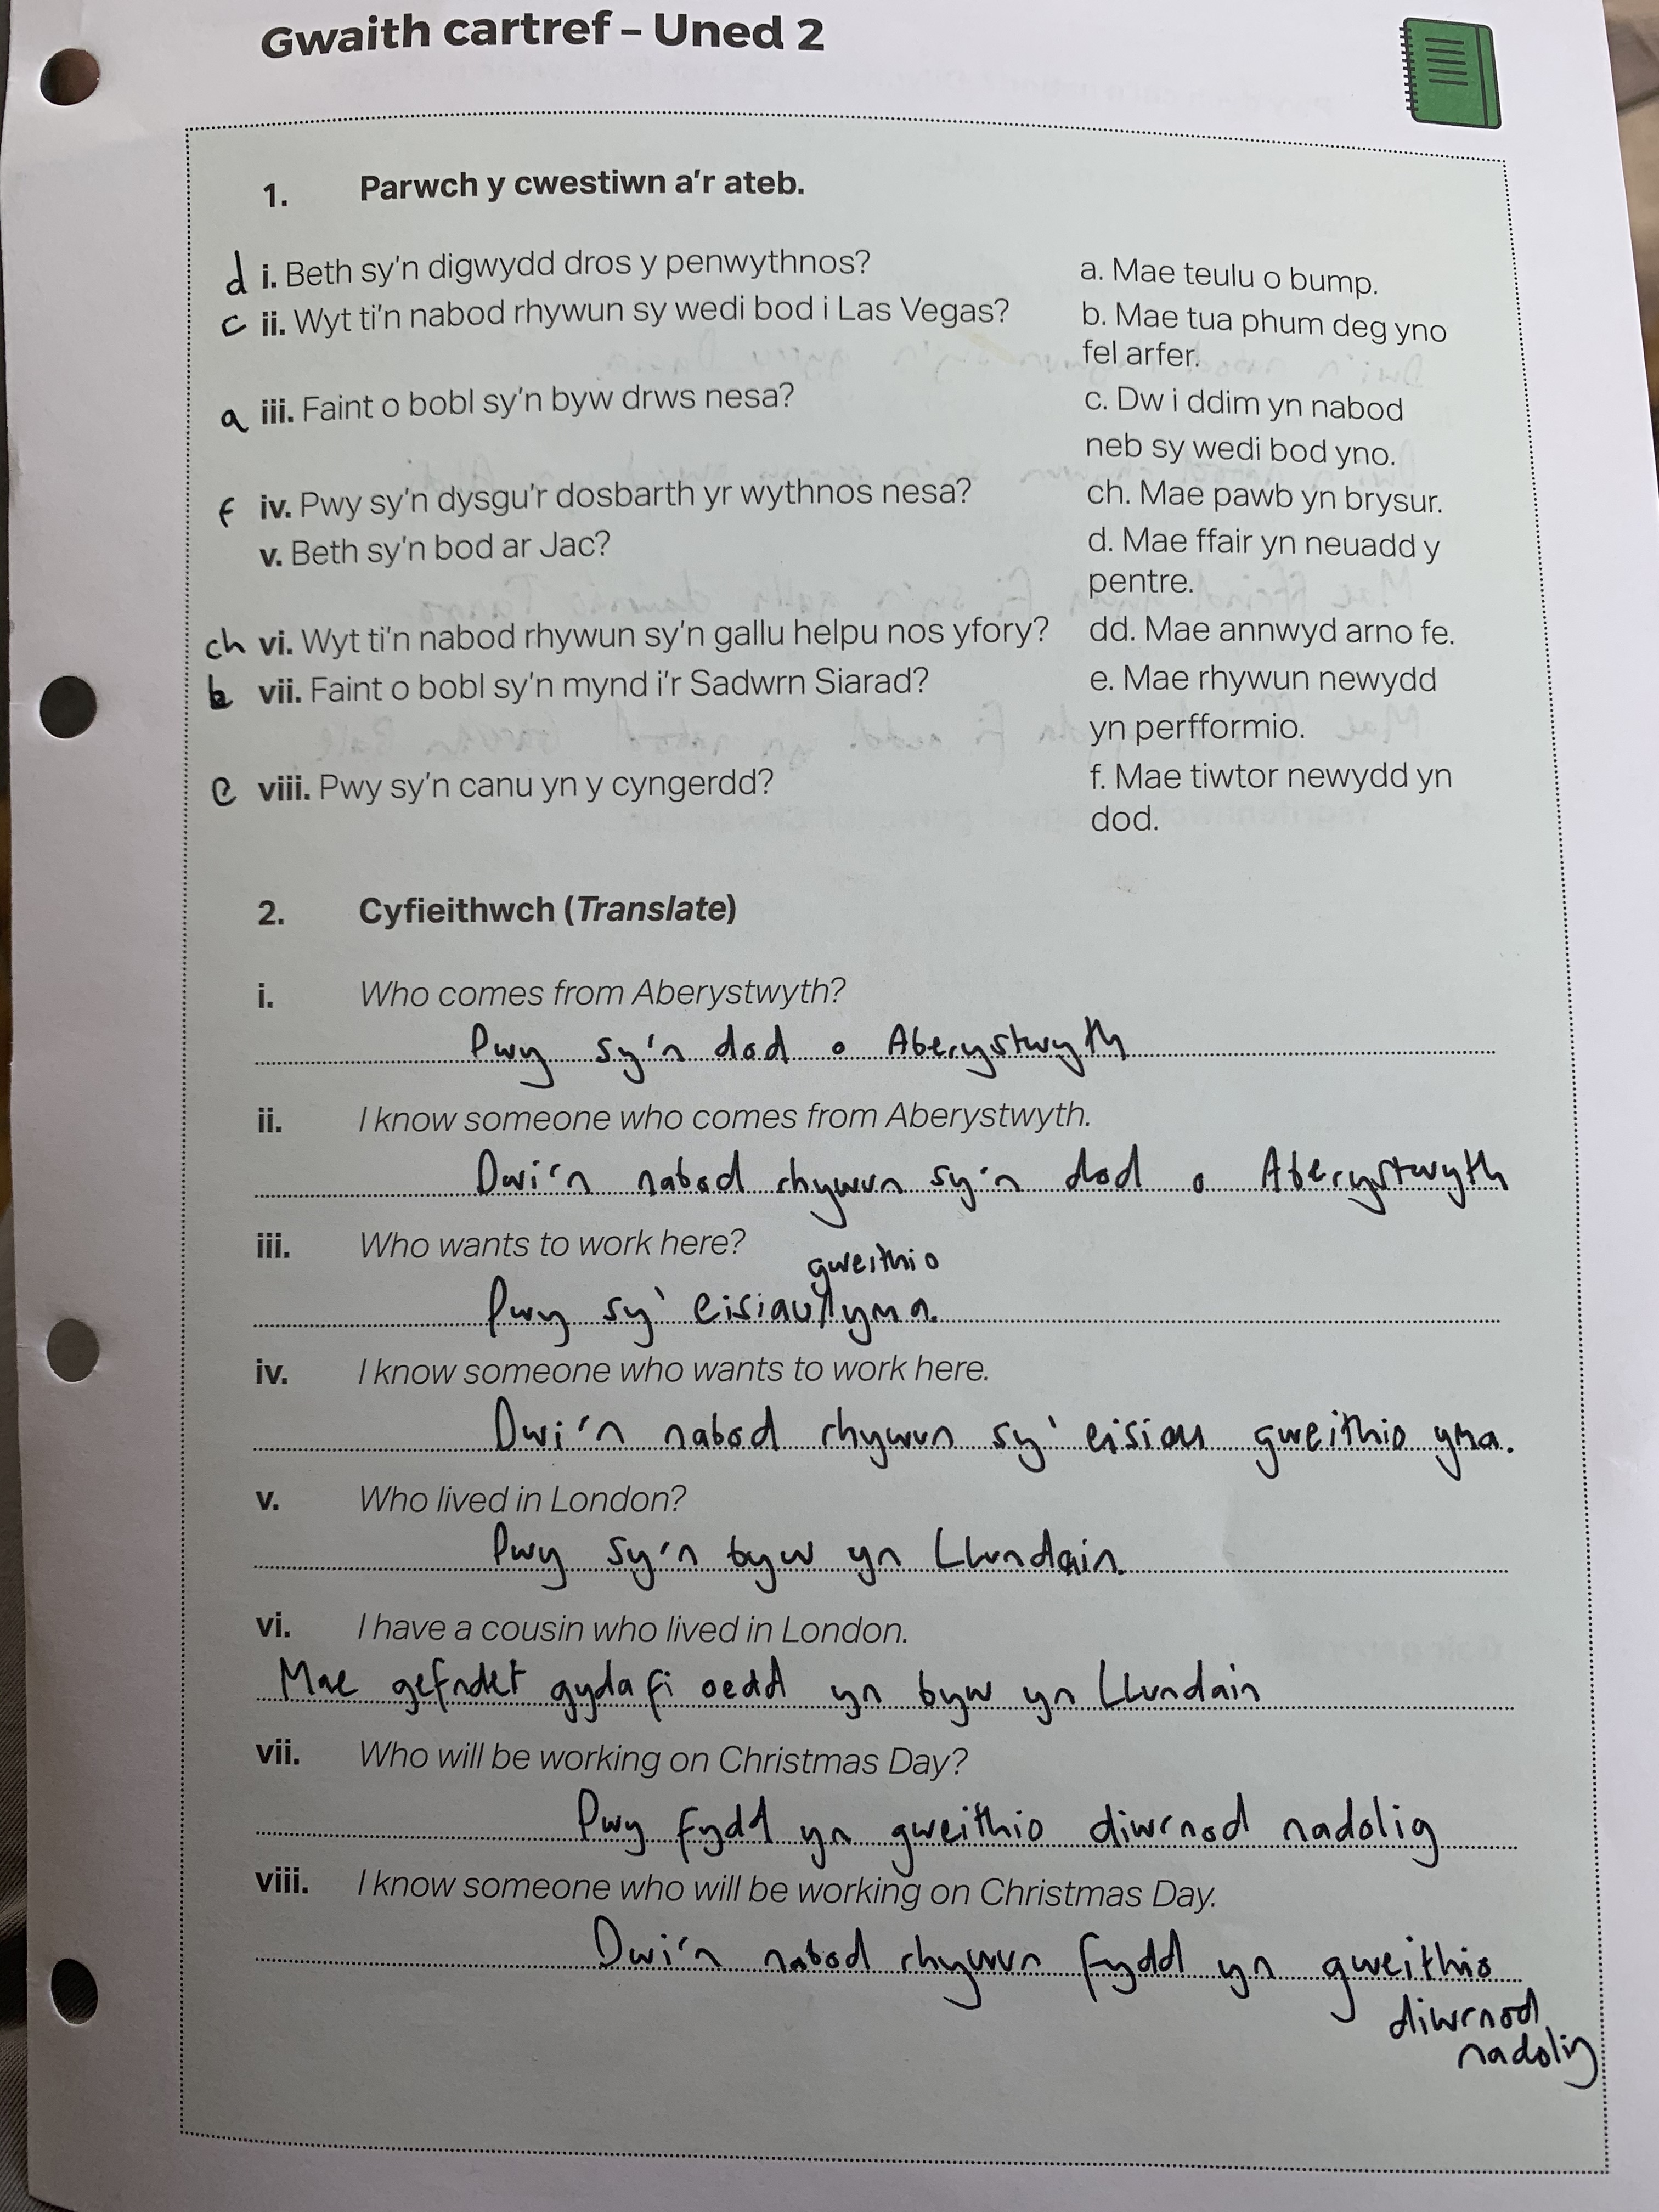 Gwaith cartref – Uned 2
1. Parwch y cwestiwn a'r ateb.
d i. Beth sy'n digwydd dros y penwythnos?
c ii. Wyt ti'n nabod rhywun sy wedi bod i Las Vegas?
a iii. Faint o bobl sy'n byw drws nesa?
f iv. Pwy sy'n dysgu'r dosbarth yr wythnos nesa?
v. Beth sy'n bod ar Jac?
ch vi. Wyt ti'n nabod rhywun sy'n gallu helpu nos yfory?
b vii. Faint o bobl sy'n mynd i'r Sadwrn Siarad?
e viii. Pwy sy'n canu yn y cyngerdd?
a. Mae teulu o bump.
b. Mae tua phum deg yno
fel arfer.
c. Dw i ddim yn nabod
neb sy wedi bod yno.
ch. Mae pawb yn brysur.
d. Mae ffair yn neuadd y
pentre.
dd. Mae annwyd arno fe.
e. Mae rhywun newydd
yn perfformio.
f. Mae tiwtor newydd yn
dod.
2. Cyfieithwch (Translate)
i. Who comes from Aberystwyth?
Pwy sy'n dod o Aberystwyth
ii. I know someone who comes from Aberystwyth.
Dwi'n nabod rhywun sy'n dod o Aberystwyth
iii. Who wants to work here?
gweithio
Pwy sy' eisiau yma.
iv. I know someone who wants to work here.
Dwi'n nabod rhywun sy' eisiau gweithio yma.
v. Who lived in London?
Pwy sy'n byw yn Llundain.
vi. I have a cousin who lived in London.
Mae gefndet gyda fi oedd yn byw yn Llundain
vii. Who will be working on Christmas Day?
Pwy fydd yn gweithio diwrnod nadolig
viii. I know someone who will be working on Christmas Day.
Dwi'n nabod rhywun fydd yn gweithio
diwrnod
nadolig